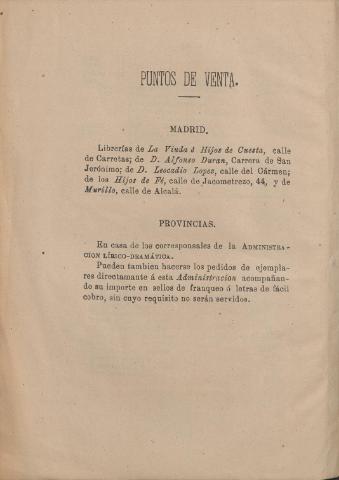 PUNTOS DE VENTA.
MADRID.
Librerías de La Viuda é Hijos de Cuesta, calle
de Carretas; de D. Alfonso Duran, Carrera de San
Jerónimo; de D. Leocadio Lopez, calle del Cármen;
de los Hijos de Fé, calle de Jacometrezo, 44, y de
Murillo, calle de Alcalá.
PROVINCIAS.
En casa de los corresponsales de la ADMINISTRA-
CION LÍRICO-DRAMÁTICA.
Pueden tambien hacerse los pedidos de ejempla-
res directamante á esta Administracion acompañan-
do su importe en sellos de franqueo ó letras de fácil
cobro, sin cuyo requisito no serán servidos.